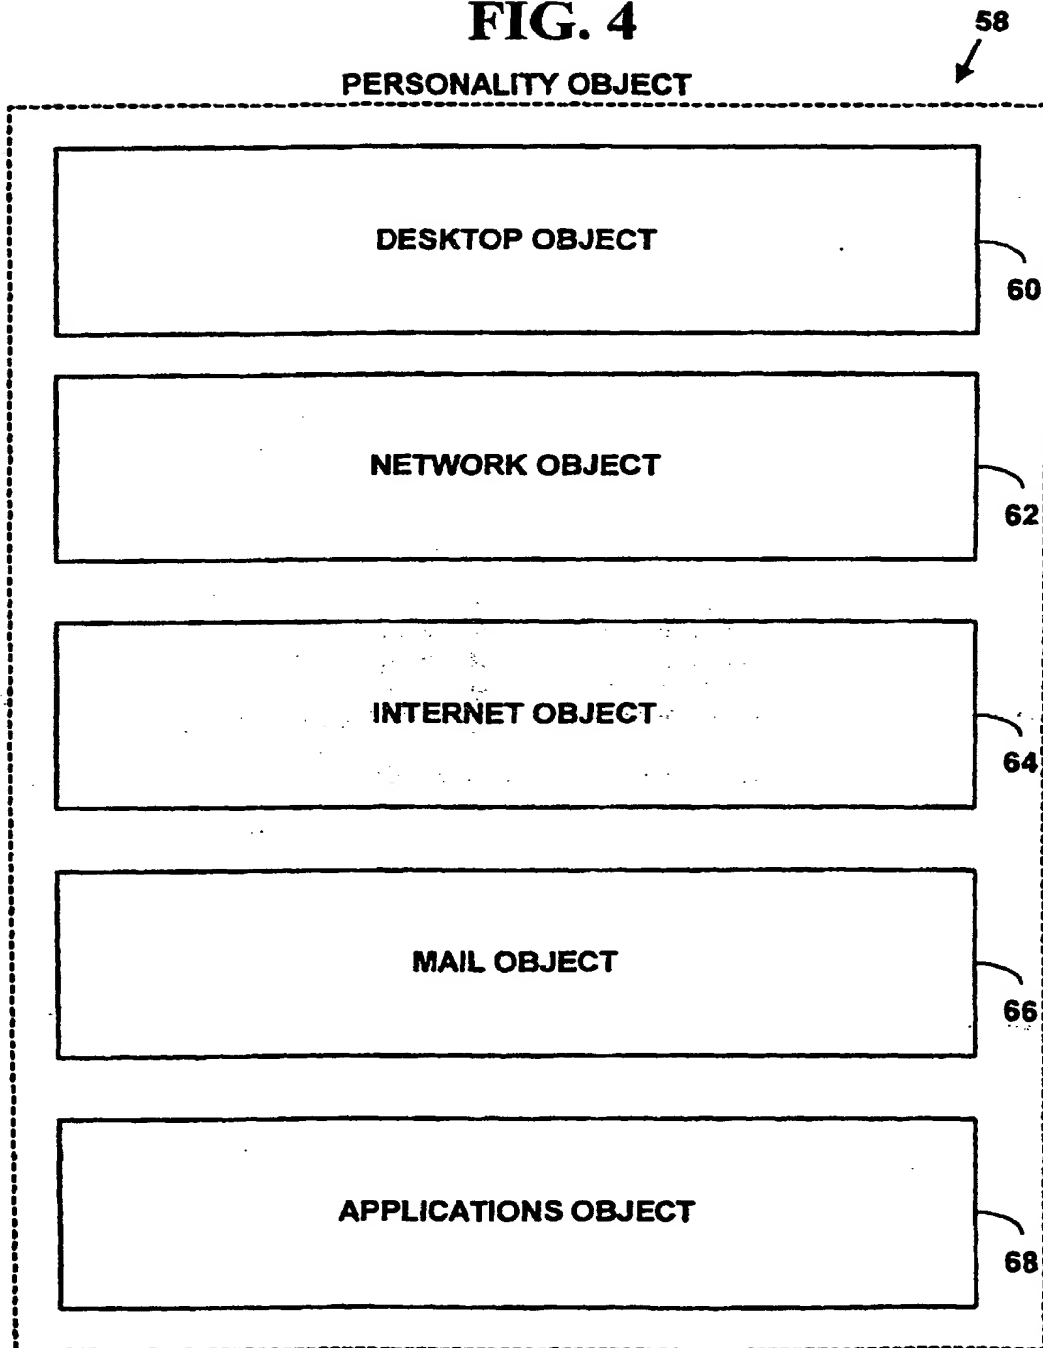 FIG. 4
58
PERSONALITY OBJECT
DESKTOP OBJECT
60
NETWORK OBJECT
62
INTERNET OBJECT
64
MAIL OBJECT
66
APPLICATIONS OBJECT
68